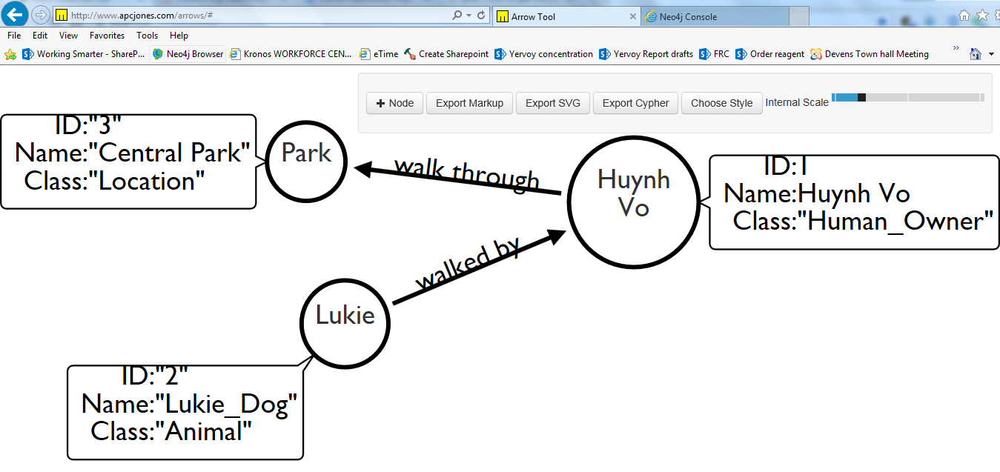 http://www.apcjones.com/arrows/#
Arrow Tool
Neo4j Console
File Edit View Favorites Tools Help
Working Smarter - ShareP... Neo4j Browser Kronos WORKFORCE CEN... eTime Create Sharepoint Yervoy concentration Yervoy Report drafts FRC Order reagent Devens Town hall Meeting
+ Node Export Markup Export SVG Export Cypher Choose Style Internal Scale
ID:"3"
Name:"Central Park"
Class:"Location"
Park
walk through
Huynh
Vo
ID:1
Name:Huynh Vo
Class:"Human_Owner"
walked by
Lukie
ID:"2"
Name:"Lukie_Dog"
Class:"Animal"